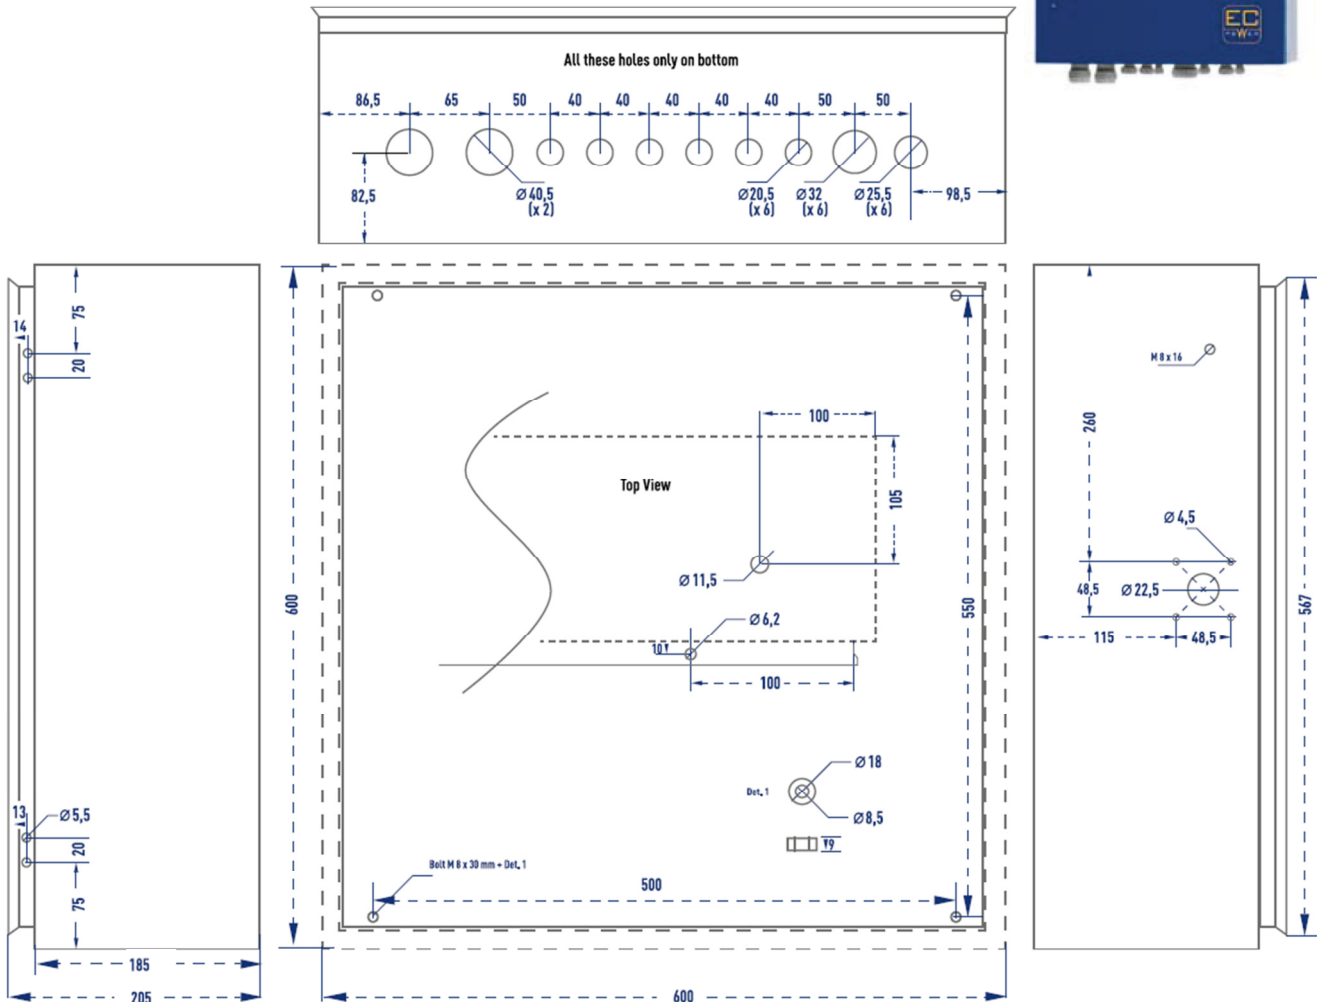 EC
POWER
All these holes only on bottom
86,5
65
50
40
40
40
40
40
50
50
82,5
Ø 40,5
(x 2)
Ø 20,5
(x 6)
Ø 32
(x 6)
Ø 25,5
(x 6)
98,5
75
14
20
13
Ø 5,5
20
75
185
205
600
100
Top View
105
Ø 11,5
Ø 6,2
10
100
550
Ø 18
Det. 1
Ø 8,5
9
Bolt M 8 x 30 mm + Det. 1
500
600
M 8 x 16
260
Ø 4,5
48,5
Ø 22,5
115
48,5
567